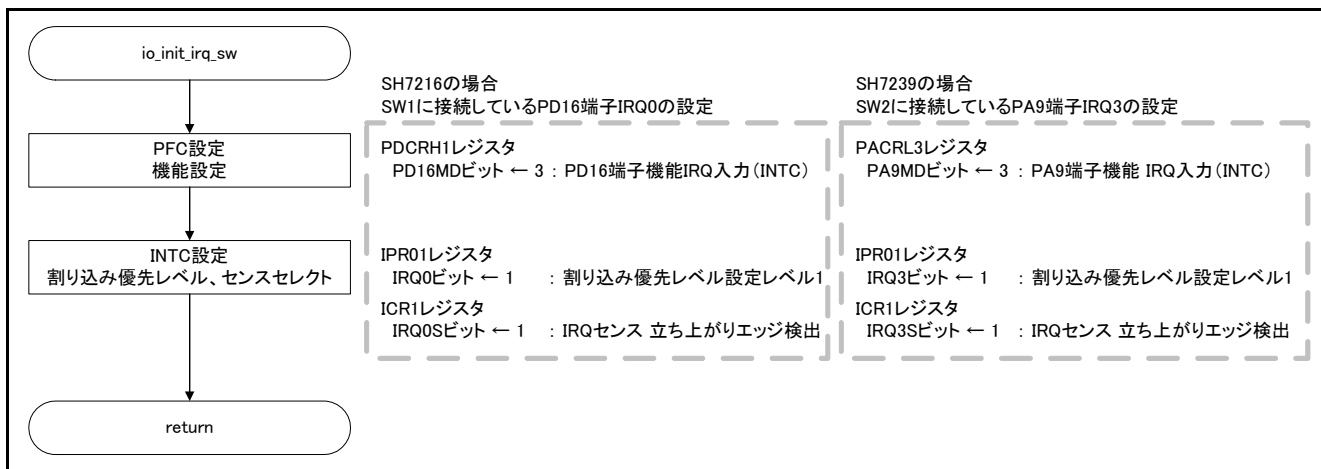 io_init_irq_sw
PFC設定
機能設定
INTC設定
割り込み優先レベル、センスセレクト
return
SH7216の場合
SW1に接続しているPD16端子IRQ0の設定
PDCRH1レジスタ
PD16MDビット ← 3 : PD16端子機能IRQ入力(INTC)
IPR01レジスタ
IRQ0ビット ← 1 : 割り込み優先レベル設定レベル1
ICR1レジスタ
IRQ0Sビット ← 1 : IRQセンス 立ち上がりエッジ検出
SH7239の場合
SW2に接続しているPA9端子IRQ3の設定
PACRL3レジスタ
PA9MDビット ← 3 : PA9端子機能 IRQ入力(INTC)
IPR01レジスタ
IRQ3ビット ← 1 : 割り込み優先レベル設定レベル1
ICR1レジスタ
IRQ3Sビット ← 1 : IRQセンス 立ち上がりエッジ検出